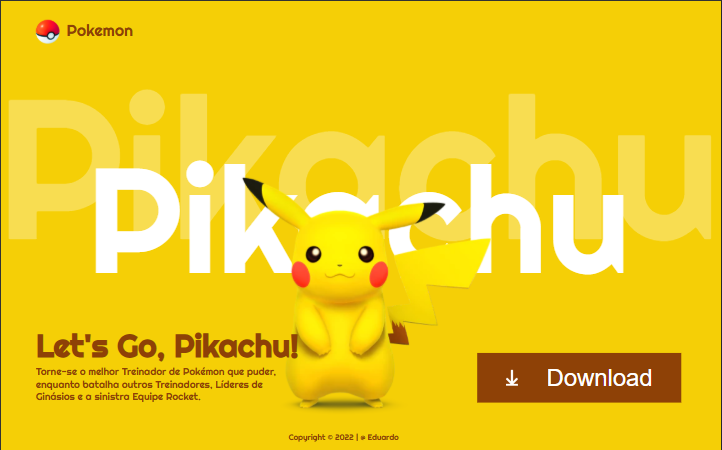 Pokemon
Pikachu
Pikachu
Let's Go, Pikachu!
Torne-se o melhor Treinador de Pokémon que puder,
enquanto batalha outros Treinadores, Líderes de
Ginásios e a sinistra Equipe Rocket.
Download
Copyright © 2022 | @ Eduardo